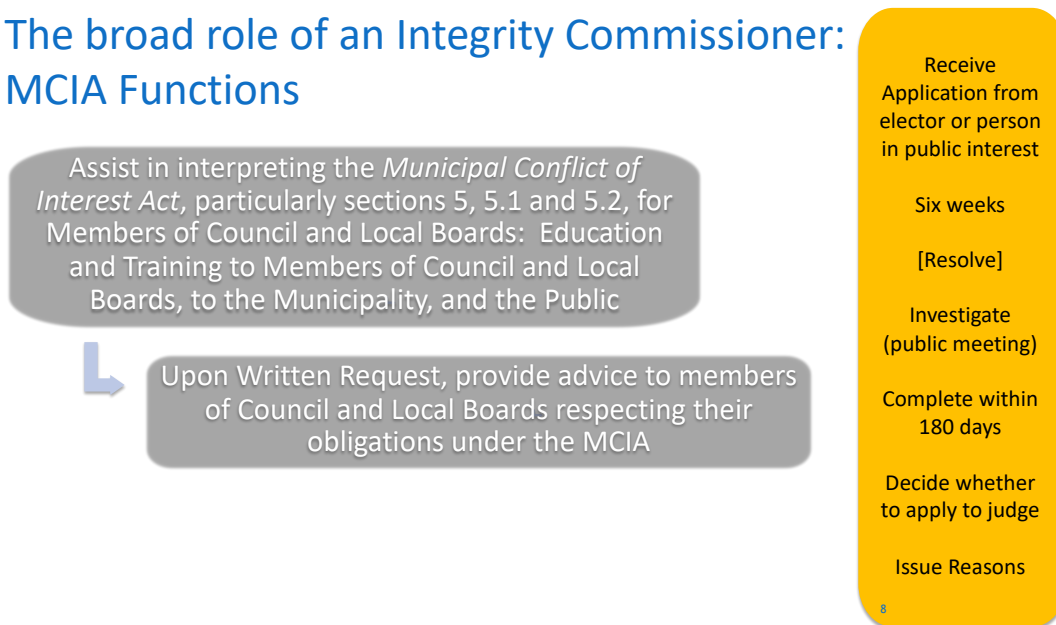 The broad role of an Integrity Commissioner:
MCIA Functions
Assist in interpreting the Municipal Conflict of
Interest Act, particularly sections 5, 5.1 and 5.2, for
Members of Council and Local Boards:  Education
and Training to Members of Council and Local
Boards, to the Municipality, and the Public
Upon Written Request, provide advice to members
of Council and Local Boards respecting their
obligations under the MCIA
Receive
Application from
elector or person
in public interest
Six weeks
[Resolve]
Investigate
(public meeting)
Complete within
180 days
Decide whether
to apply to judge
Issue Reasons
8